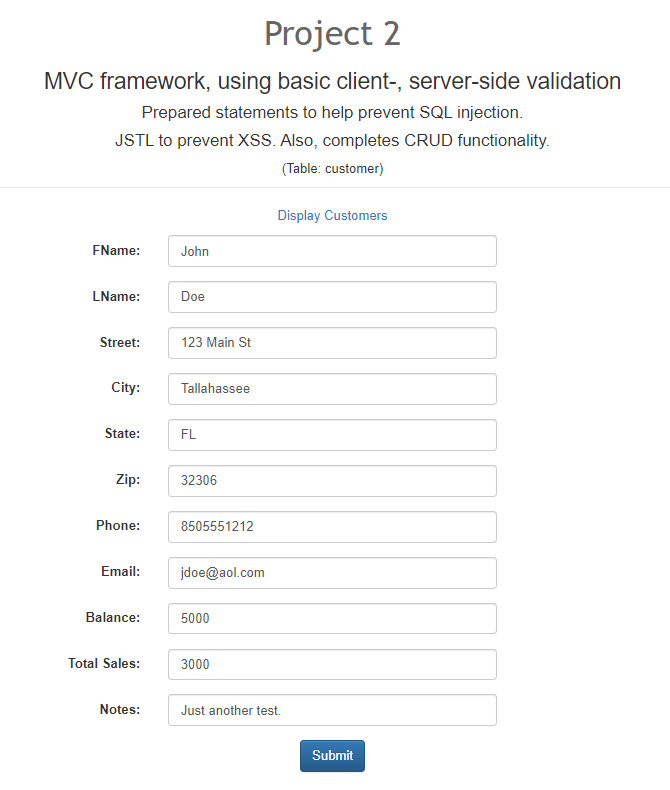 Project 2
MVC framework, using basic client-, server-side validation
Prepared statements to help prevent SQL injection.
JSTL to prevent XSS. Also, completes CRUD functionality.
(Table: customer)
Display Customers
FName: John
LName: Doe
Street: 123 Main St
City: Tallahassee
State: FL
Zip: 32306
Phone: 8505551212
Email: jdoe@aol.com
Balance: 5000
Total Sales: 3000
Notes: Just another test.
Submit